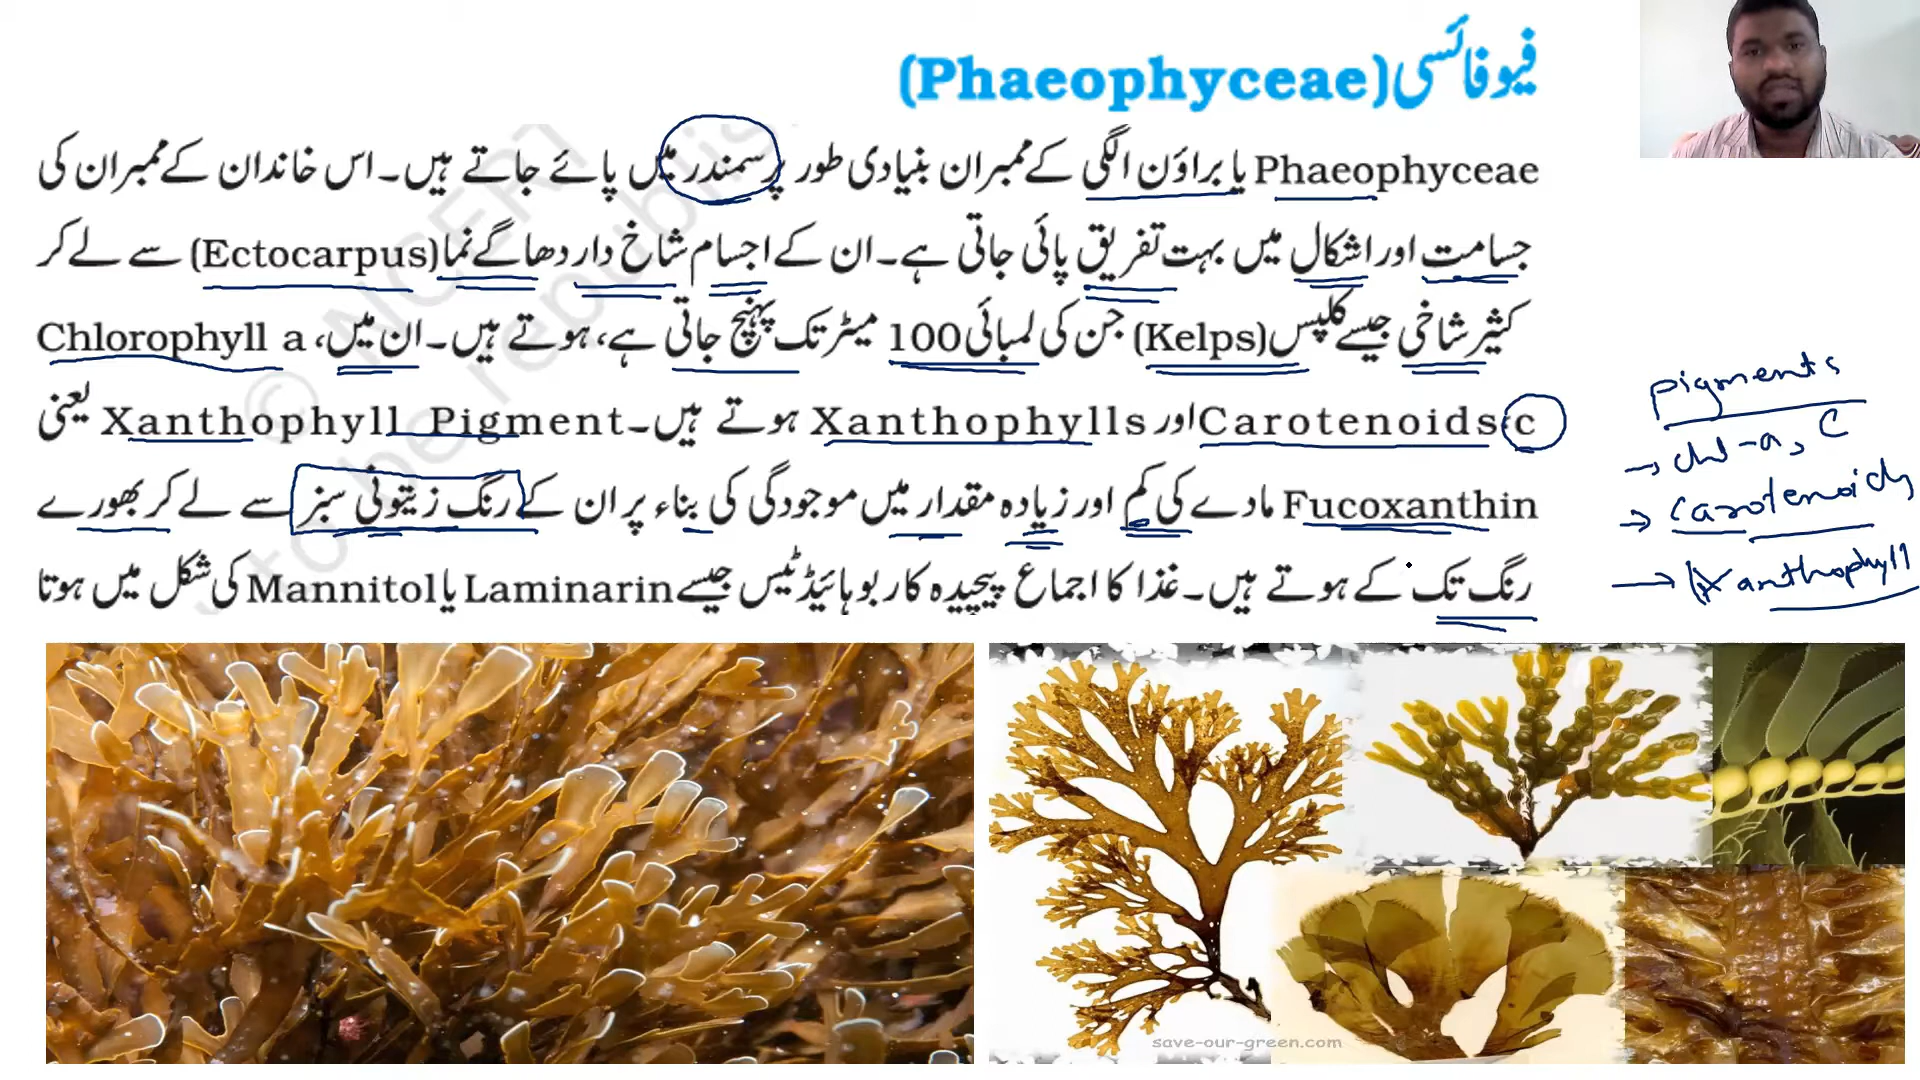 فیوفائسی (Phaeophyceae)
Phaeophyceae یا براؤن الگی کے ممبران بنیادی طور پر سمندر میں پائے جاتے ہیں۔ اس خاندان کے ممبران کی
جسامت اور اشکال میں بہت تفریق پائی جاتی ہے۔ ان کے اجسام شاخ دار دھاگے نما (Ectocarpus) سے لے کر
کثیر شاخی جیسے کلپس (Kelps) جن کی لمبائی 100 میٹر تک پہنچ جاتی ہے، ہوتے ہیں۔ ان میں، Chlorophyll a
c، Carotenoids اور Xanthophylls ہوتے ہیں۔ Xanthophyll Pigment یعنی
Fucoxanthin مادے کی کم اور زیادہ مقدار میں موجودگی کی بناء پر ان کے رنگ زیتونی سبز سے لے کر بھورے
رنگ تک کے ہوتے ہیں۔ غذا کا اجماع پیچیدہ کاربوہائیڈیٹس جیسے Laminarin یا Mannitol کی شکل میں ہوتا
pigments
→ chl-a, C
→ carotenoids
→ Xanthophyll
© NCERT
to be republis
save-our-green.com